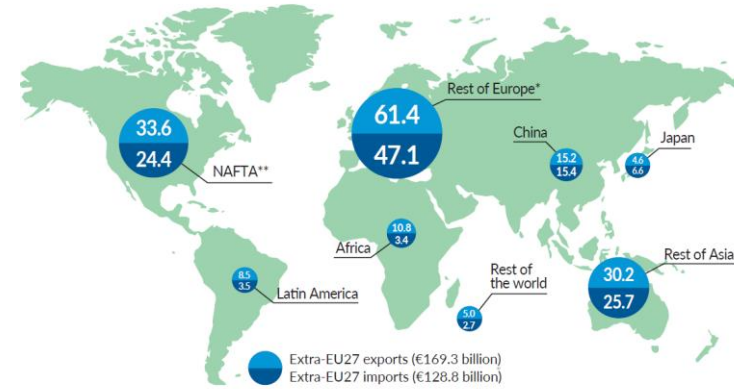 Rest of Europe*
61.4
47.1
33.6
24.4
NAFTA**
China
15.2
15.4
Japan
4.6
6.6
Africa
10.8
3.4
8.5
3.5
Latin America
Rest of
the world
5.0
2.7
Rest of Asia
30.2
25.7
Extra-EU27 exports (€169.3 billion)
Extra-EU27 imports (€128.8 billion)